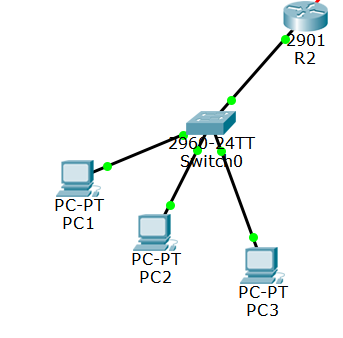 2901
R2
2960-24TT
Switch0
PC-PT
PC1
PC-PT
PC2
PC-PT
PC3